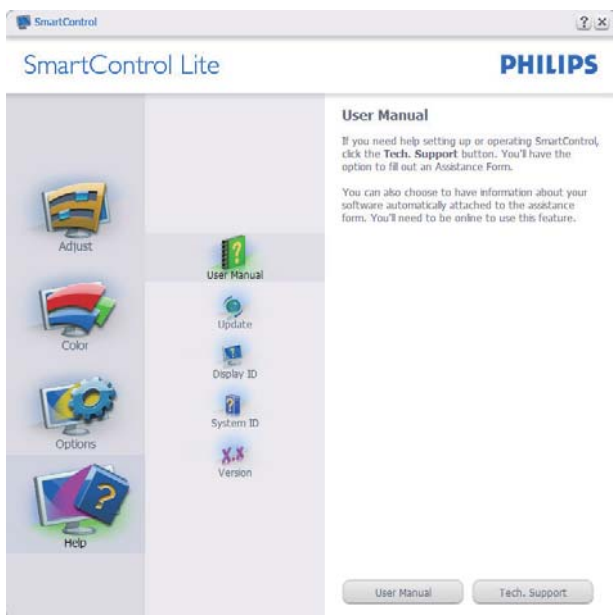 SmartControl
? ×
SmartControl Lite
PHILIPS
Adjust
Color
Options
?
Help
?
User Manual
Update
?
Display ID
?
System ID
X.X
Version
User Manual
If you need help setting up or operating SmartControl,
click the Tech. Support button. You'll have the
option to fill out an Assistance Form.
You can also choose to have information about your
software automatically attached to the assistance
form. You'll need to be online to use this feature.
User Manual
Tech. Support